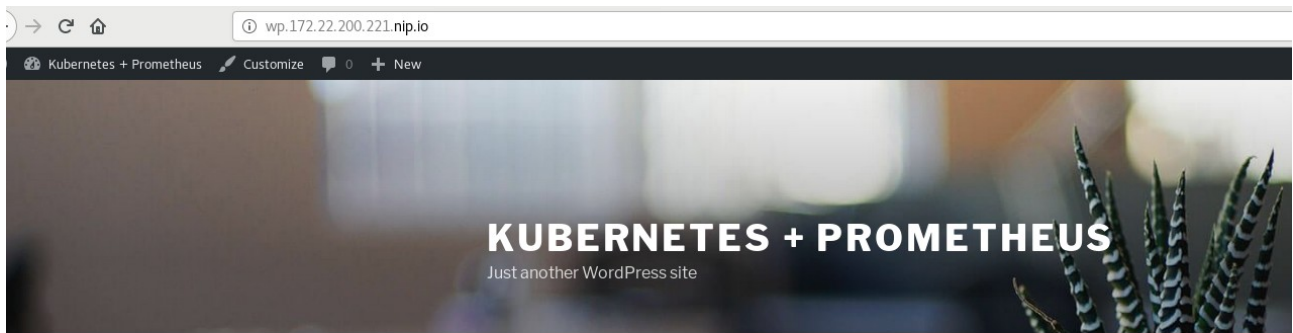 wp.172.22.200.221.nip.io
Kubernetes + Prometheus Customize 0 New
KUBERNETES + PROMETHEUS
Just another WordPress site